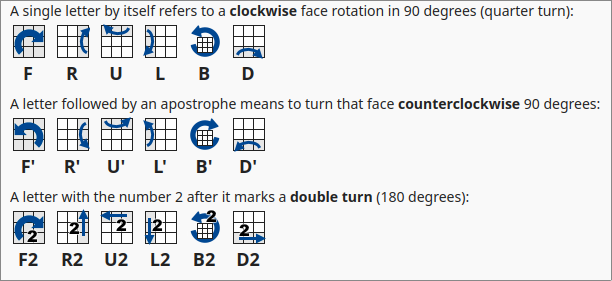 A single letter by itself refers to a clockwise face rotation in 90 degrees (quarter turn):
F R U L B D
A letter followed by an apostrophe means to turn that face counterclockwise 90 degrees:
F' R' U' L' B' D'
A letter with the number 2 after it marks a double turn (180 degrees):
2 2 2 2 2 2
F2 R2 U2 L2 B2 D2